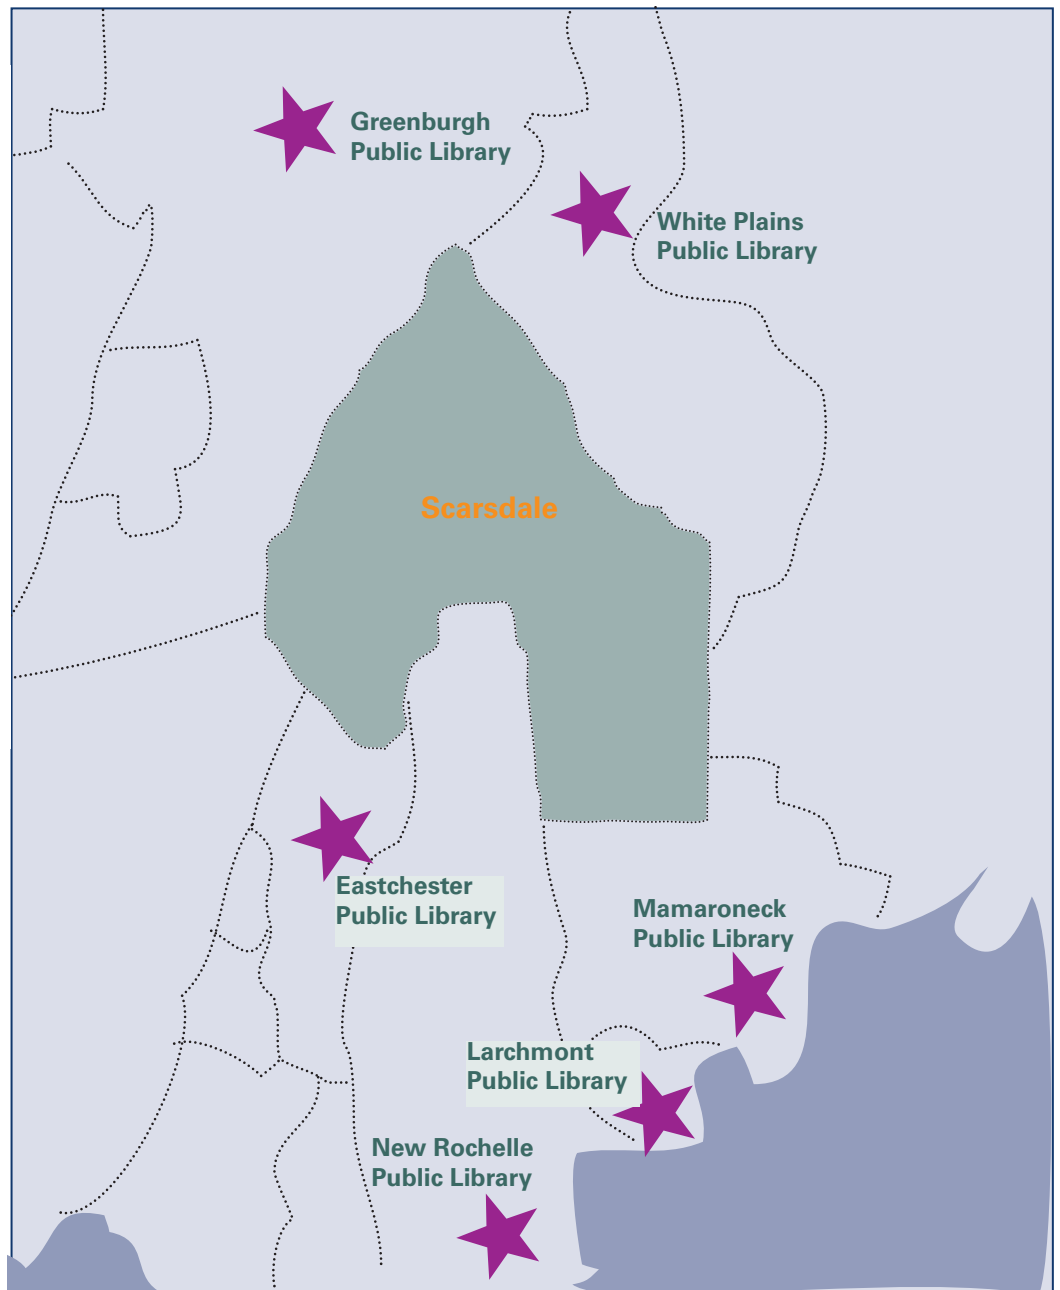 Greenburgh
Public Library
White Plains
Public Library
Scarsdale
Eastchester
Public Library
Mamaroneck
Public Library
Larchmont
Public Library
New Rochelle
Public Library